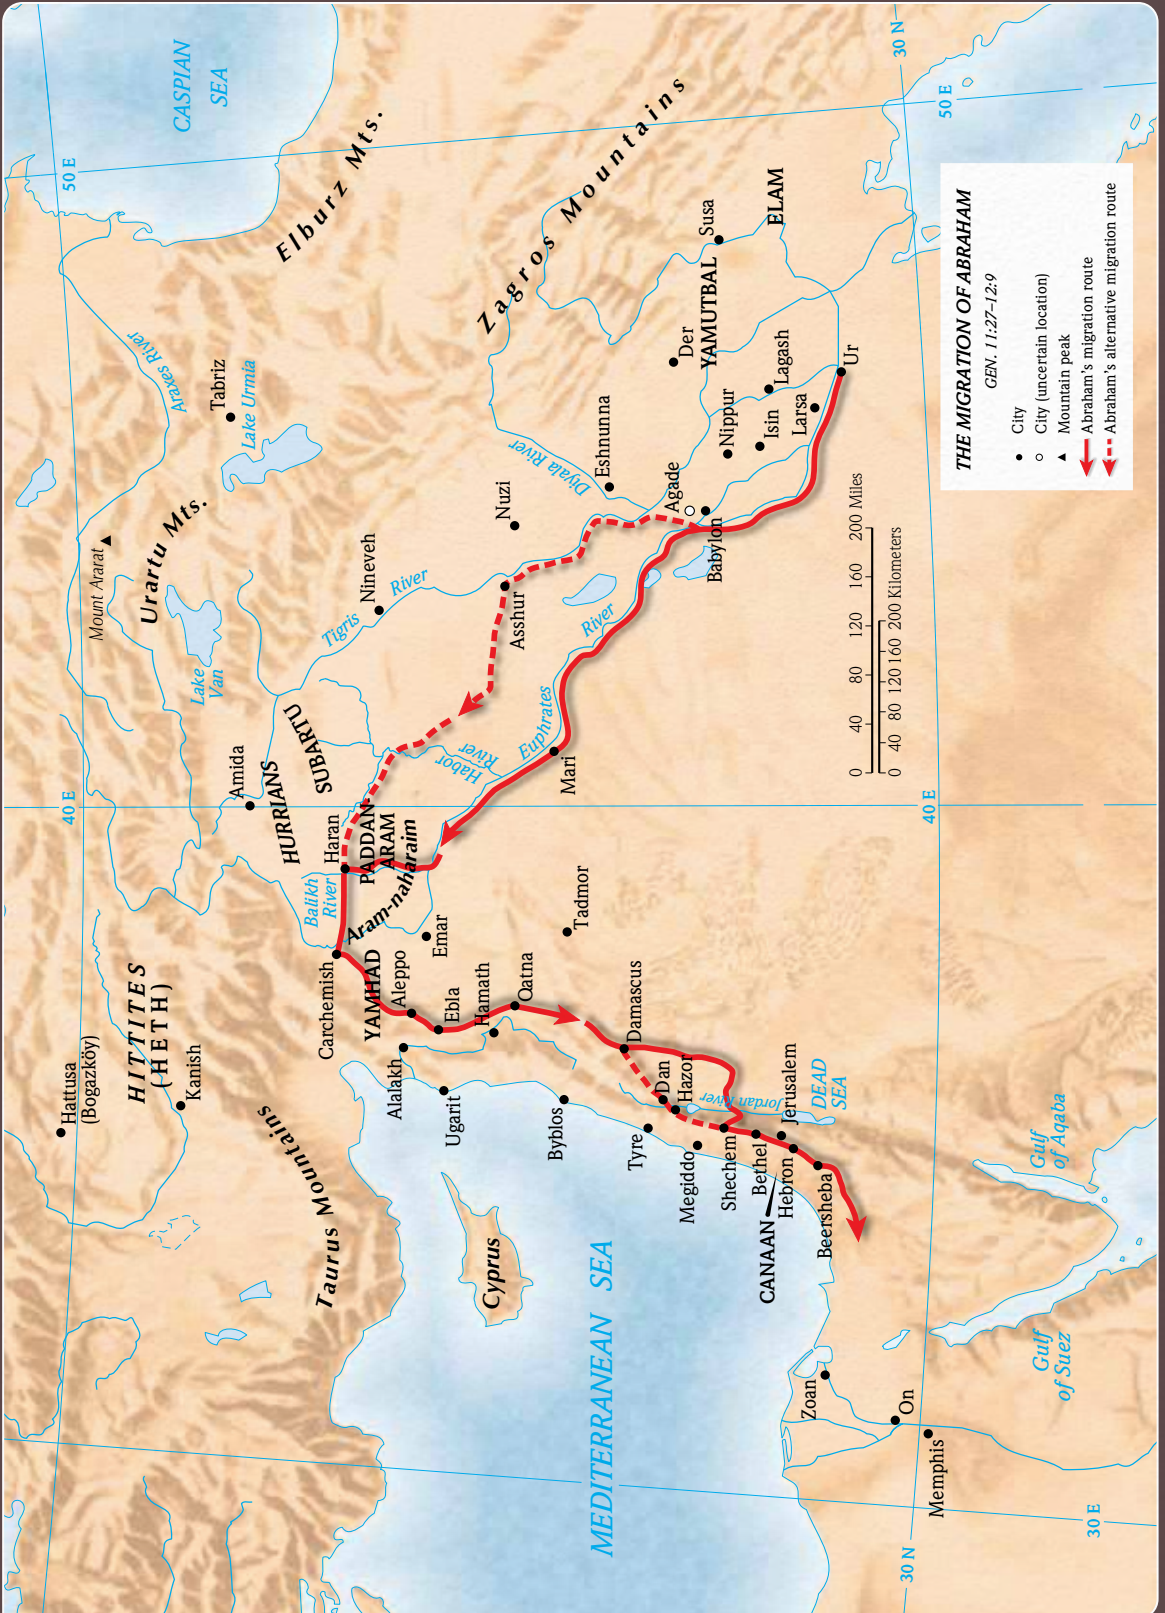 Hattusa
(Bogazköy)
40 E
50 E
Mount Ararat
HITTITES
(HETH)
Kanish
Urartu Mts.
Araxes River
CASPIAN
SEA
Lake
Van
Tabriz
Lake Urmia
Amida
Taurus Mountains
HURRIANS
SUBARTU
Elburz Mts.
Carchemish
Balikh
River
Haran
Tigris
River
Nineveh
YAMHAD
Aram-naharaim
PADDAN-
ARAM
Alalakh
Aleppo
Emar
Ugarit
Ebla
Habor
River
Hamath
Cyprus
Qatna
Nuzi
Asshur
Zagros Mountains
Euphrates
River
Diyala River
Byblos
Mari
Tadmor
MEDITERRANEAN SEA
Eshnunna
Tyre
Damascus
Dan
Hazor
Agade
Der
Megiddo
Babylon
YAMUTBAL
Susa
Shechem
Jordan River
Nippur
Bethel
CANAAN
Isin
Lagash
ELAM
Hebron
Jerusalem
Larsa
Zoan
Beersheba
DEAD
SEA
Ur
0 40 80 120 160 200 Miles
0 40 80 120 160 200 Kilometers
On
Memphis
30 N
40 E
30 N
50 E
Gulf
of Suez
Gulf
of Aqaba
30 E
THE MIGRATION OF ABRAHAM
GEN. 11:27–12:9
City
City (uncertain location)
Mountain peak
Abraham's migration route
Abraham's alternative migration route